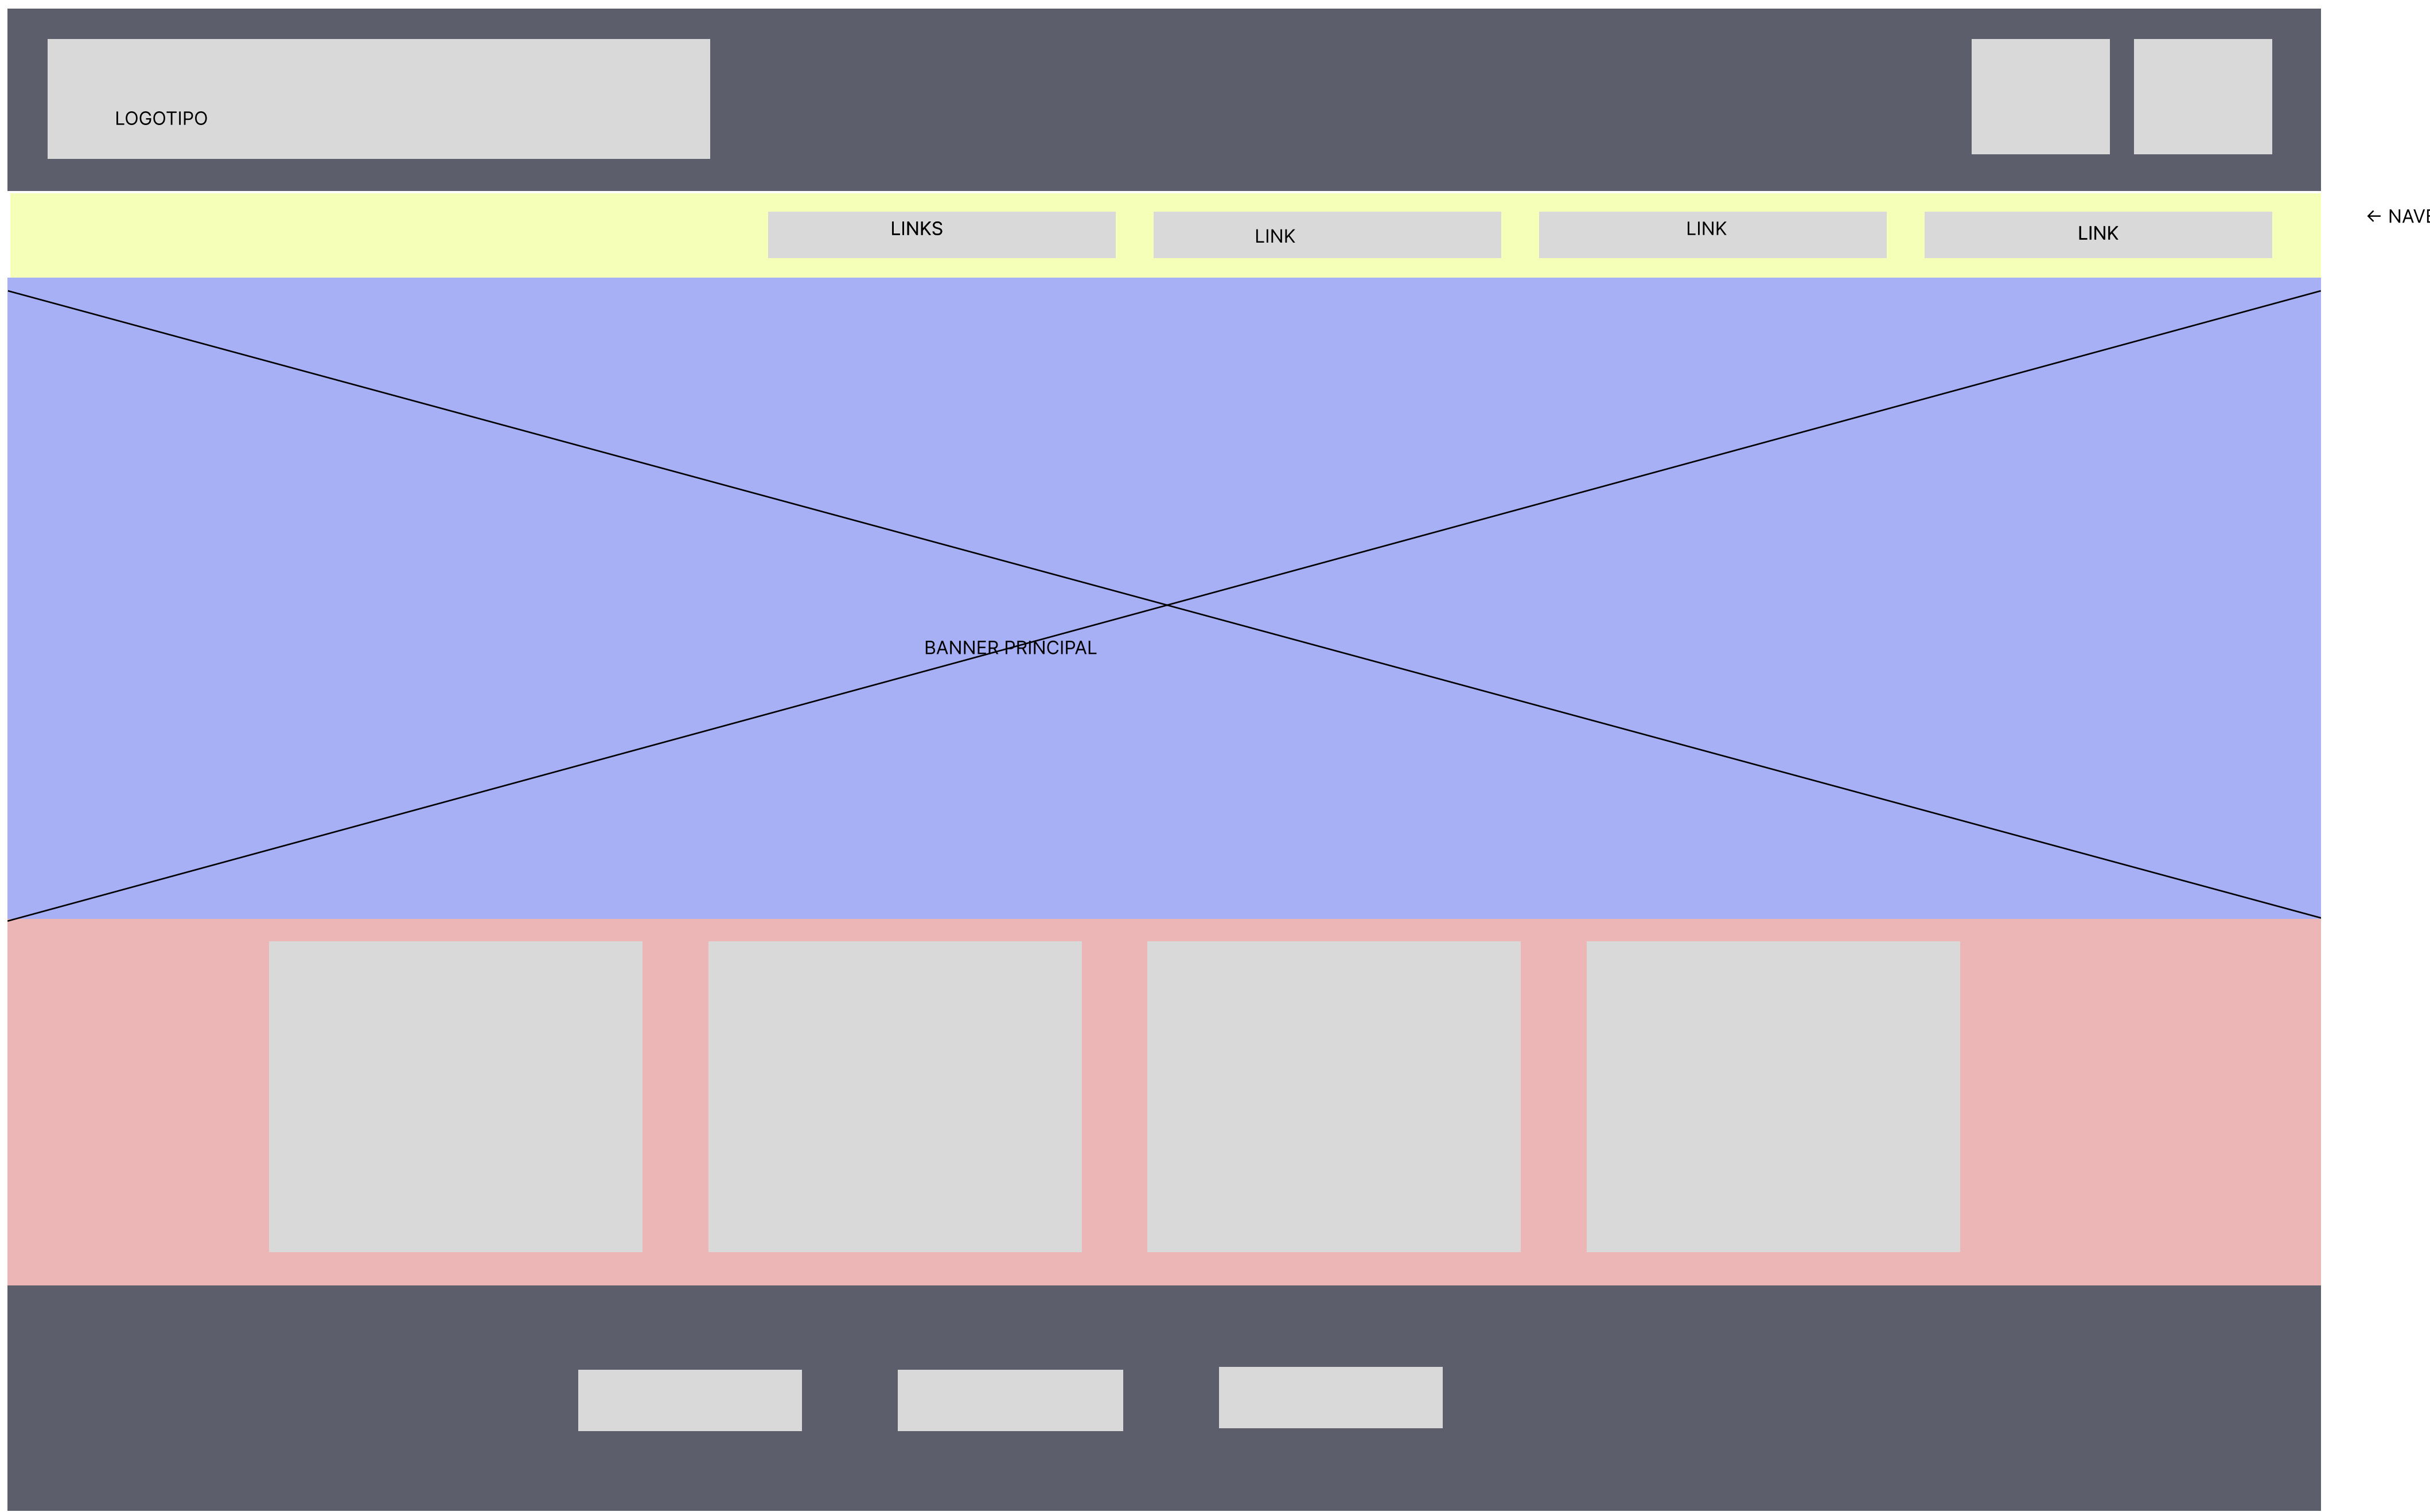 LOGOTIPO
LINKS
LINK
LINK
LINK
← NAVE
BANNER PRINCIPAL